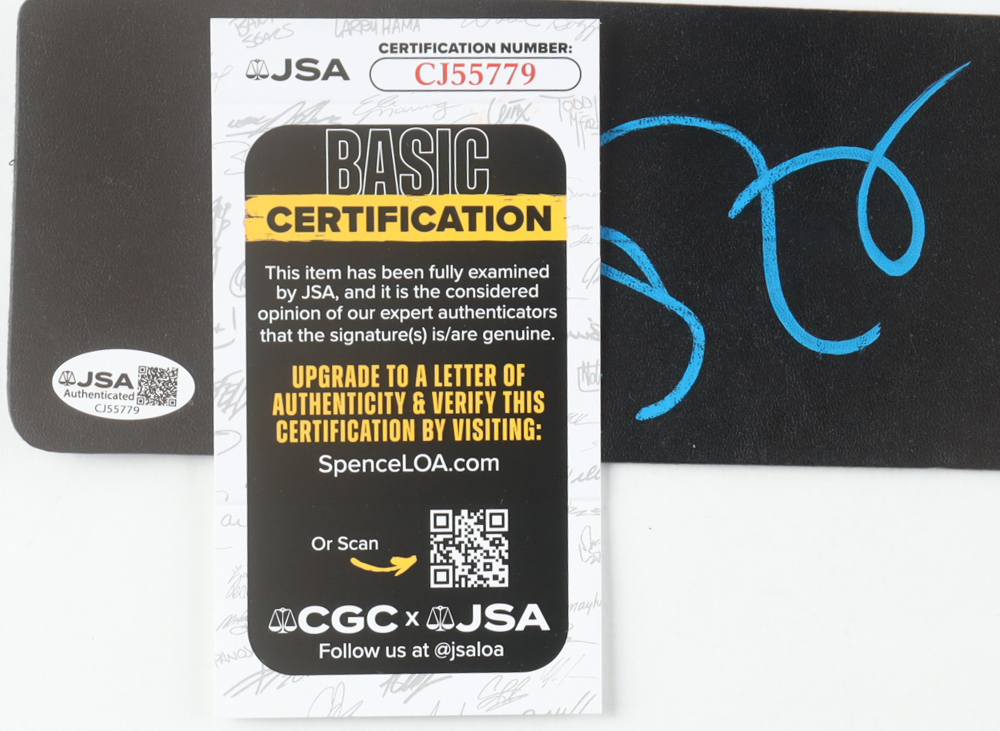 LARRY HAMA
CERTIFICATION NUMBER:
JSA
CJ55779
BASIC
CERTIFICATION
This item has been fully examined
by JSA, and it is the considered
opinion of our expert authenticators
that the signature(s) is/are genuine.
UPGRADE TO A LETTER OF
AUTHENTICITY & VERIFY THIS
CERTIFICATION BY VISITING:
SpenceLOA.com
Or Scan
CGC x JSA
Follow us at @jsaloa
JSA
Authenticated
CJ55779